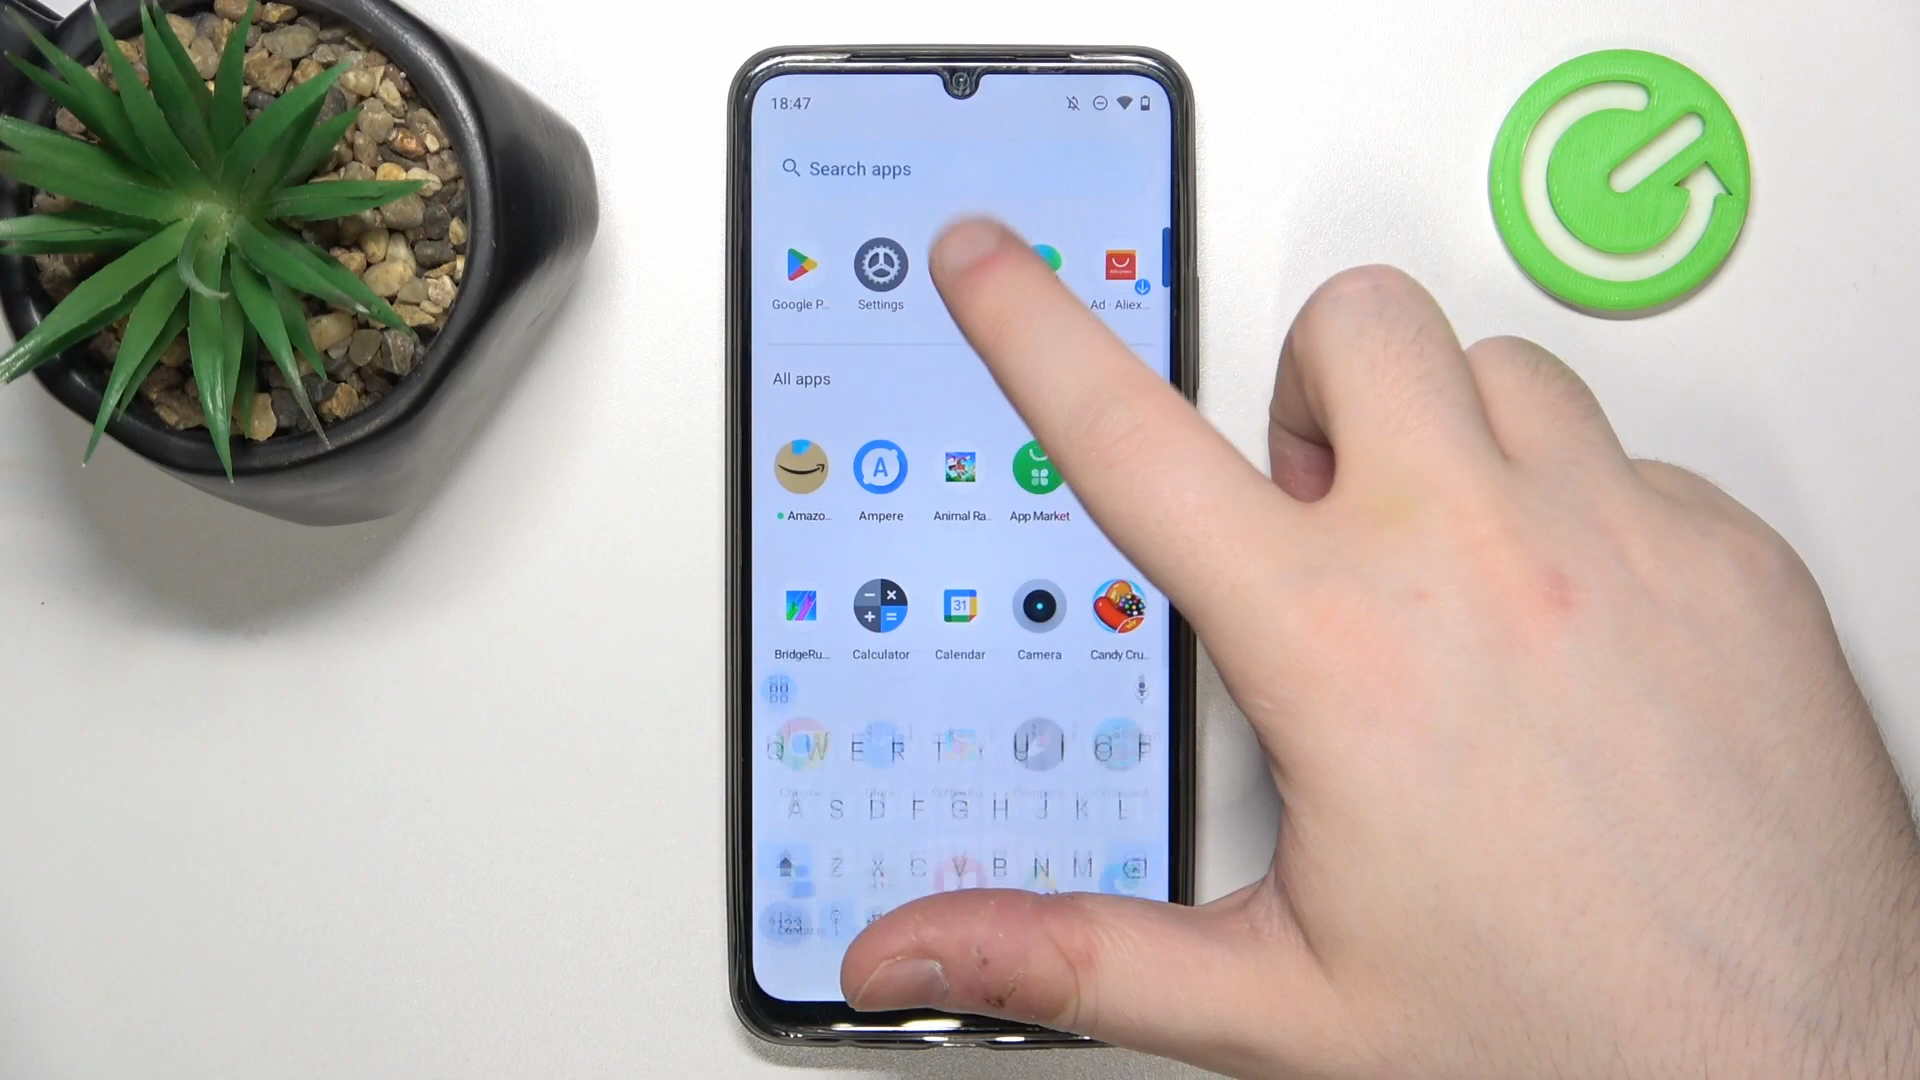 18:47
Search apps
Google P... Settings Ad · Aliex...
All apps
Amazo... Ampere Animal Ra... App Market
31
BridgeRu... Calculator Calendar Camera Candy Cru...
Q W E R T Y U I O P
A S D F G H J K L
Z X C V B N M